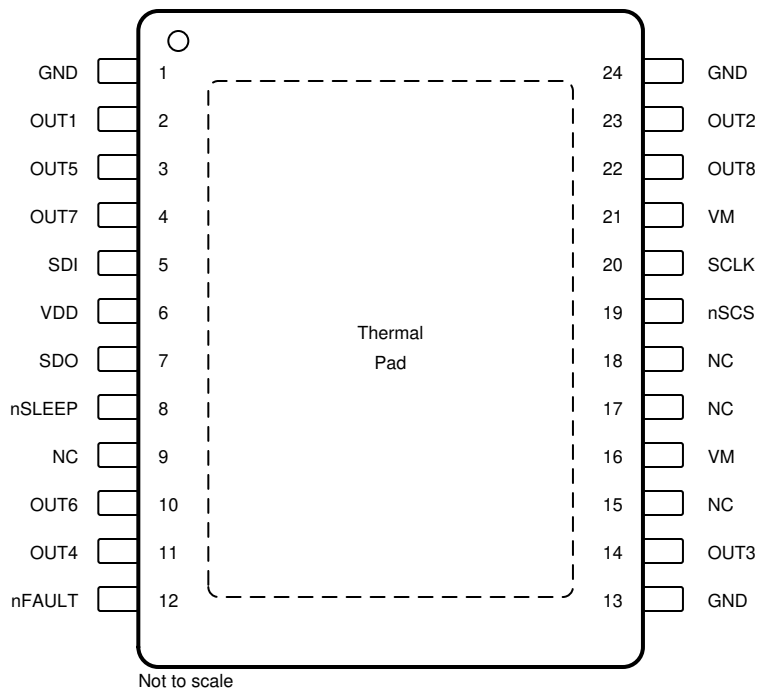 GND 1 24 GND
OUT1 2 23 OUT2
OUT5 3 22 OUT8
OUT7 4 21 VM
SDI 5 20 SCLK
VDD 6 19 nSCS
Thermal
Pad
SDO 7 18 NC
nSLEEP 8 17 NC
NC 9 16 VM
OUT6 10 15 NC
OUT4 11 14 OUT3
nFAULT 12 13 GND
Not to scale